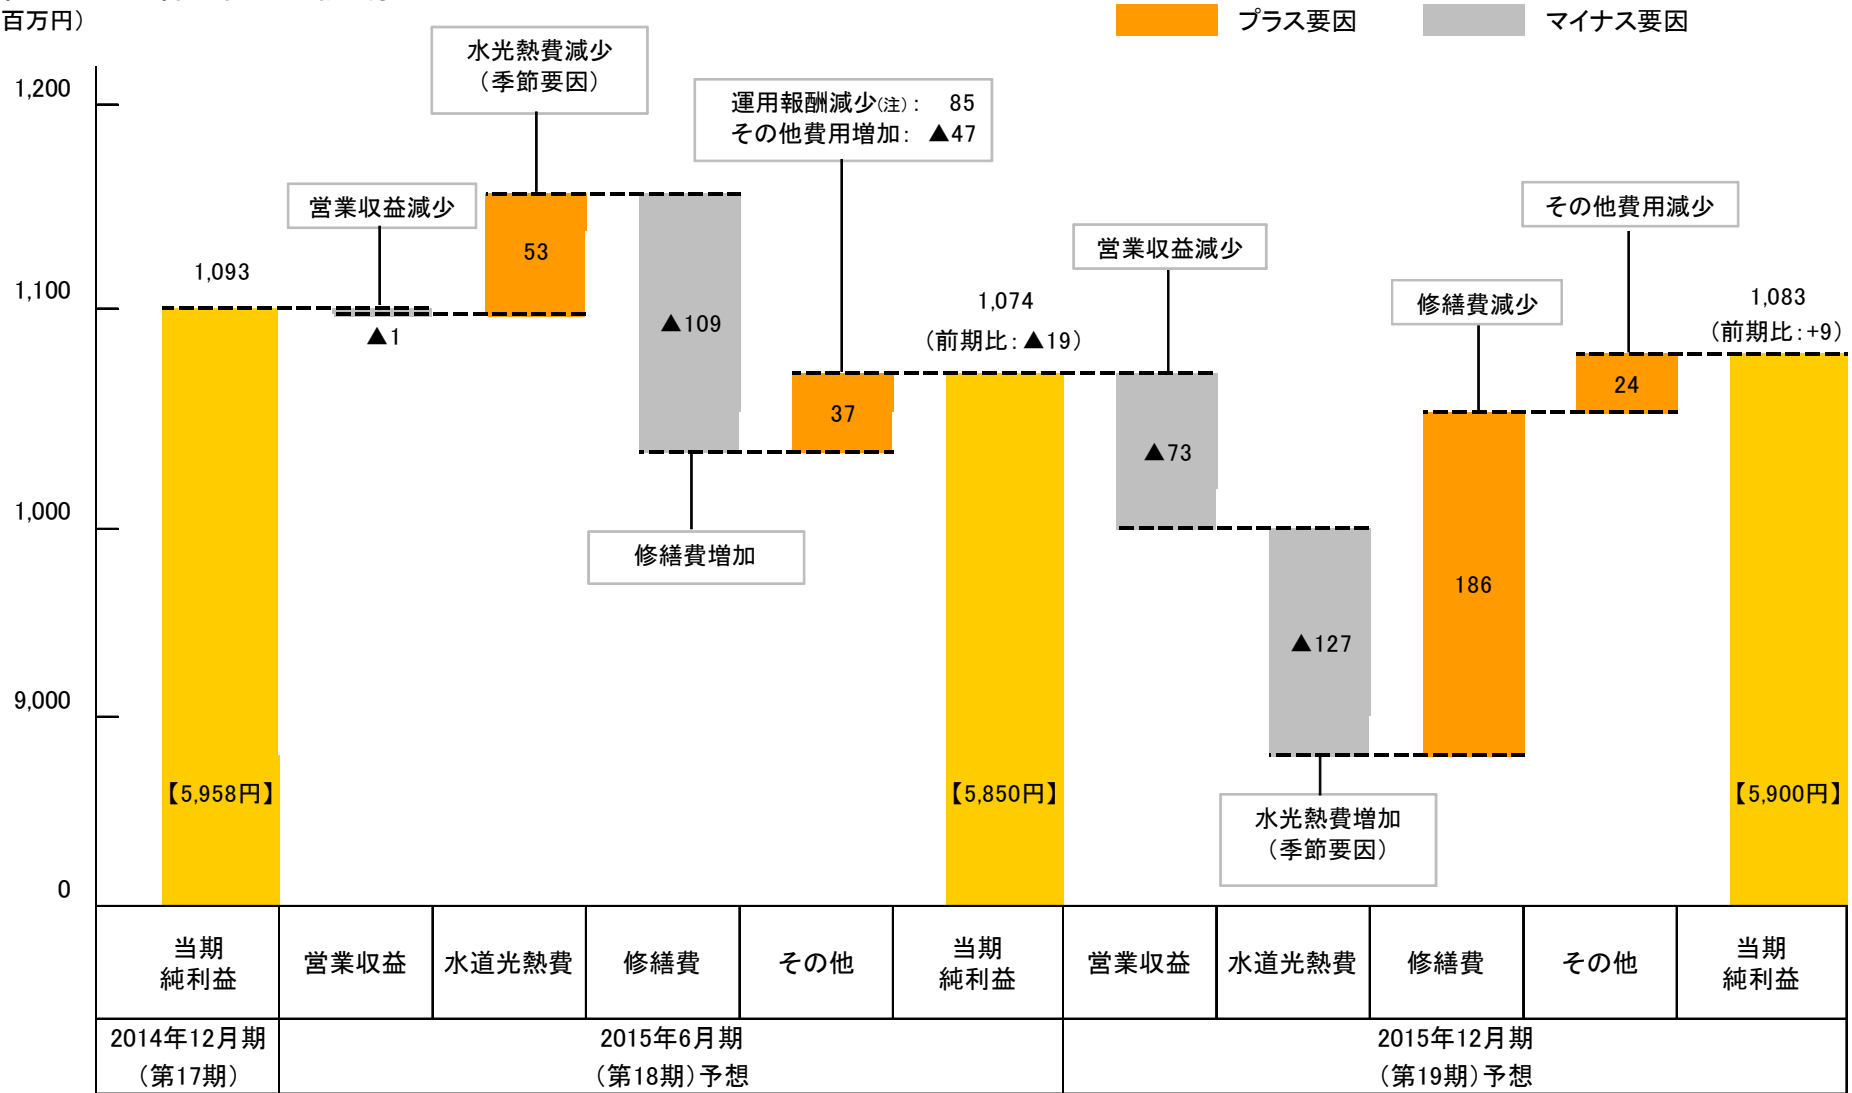 百万円）
プラス要因
マイナス要因
1,200
1,100
1,000
9,000
0
1,093
【5,958円】
営業収益減少
▲1
水光熱費減少
（季節要因）
53
▲109
修繕費増加
運用報酬減少(注)： 85
その他費用増加： ▲47
37
1,074
（前期比：▲19）
【5,850円】
営業収益減少
▲73
▲127
水光熱費増加
（季節要因）
修繕費減少
186
その他費用減少
24
1,083
（前期比：+9）
【5,900円】
当期
純利益
営業収益
水道光熱費
修繕費
その他
当期
純利益
営業収益
水道光熱費
修繕費
その他
当期
純利益
2014年12月期
（第17期）
2015年6月期
（第18期）予想
2015年12月期
（第19期）予想